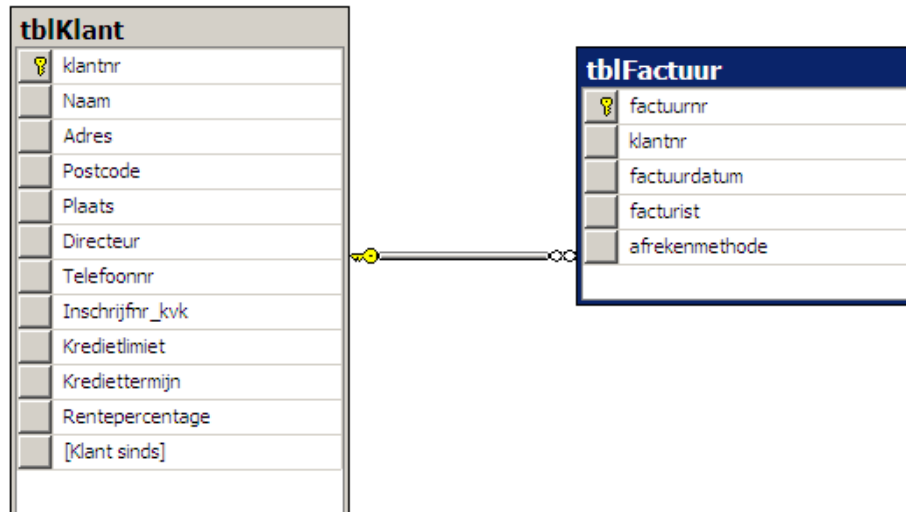 tblKlant
klantnr
Naam
Adres
Postcode
Plaats
Directeur
Telefoonnr
Inschrijfnr_kvk
Kredietlimiet
Krediettermijn
Rentepercentage
[Klant sinds]
tblFactuur
factuurnr
klantnr
factuurdatum
facturist
afrekenmethode